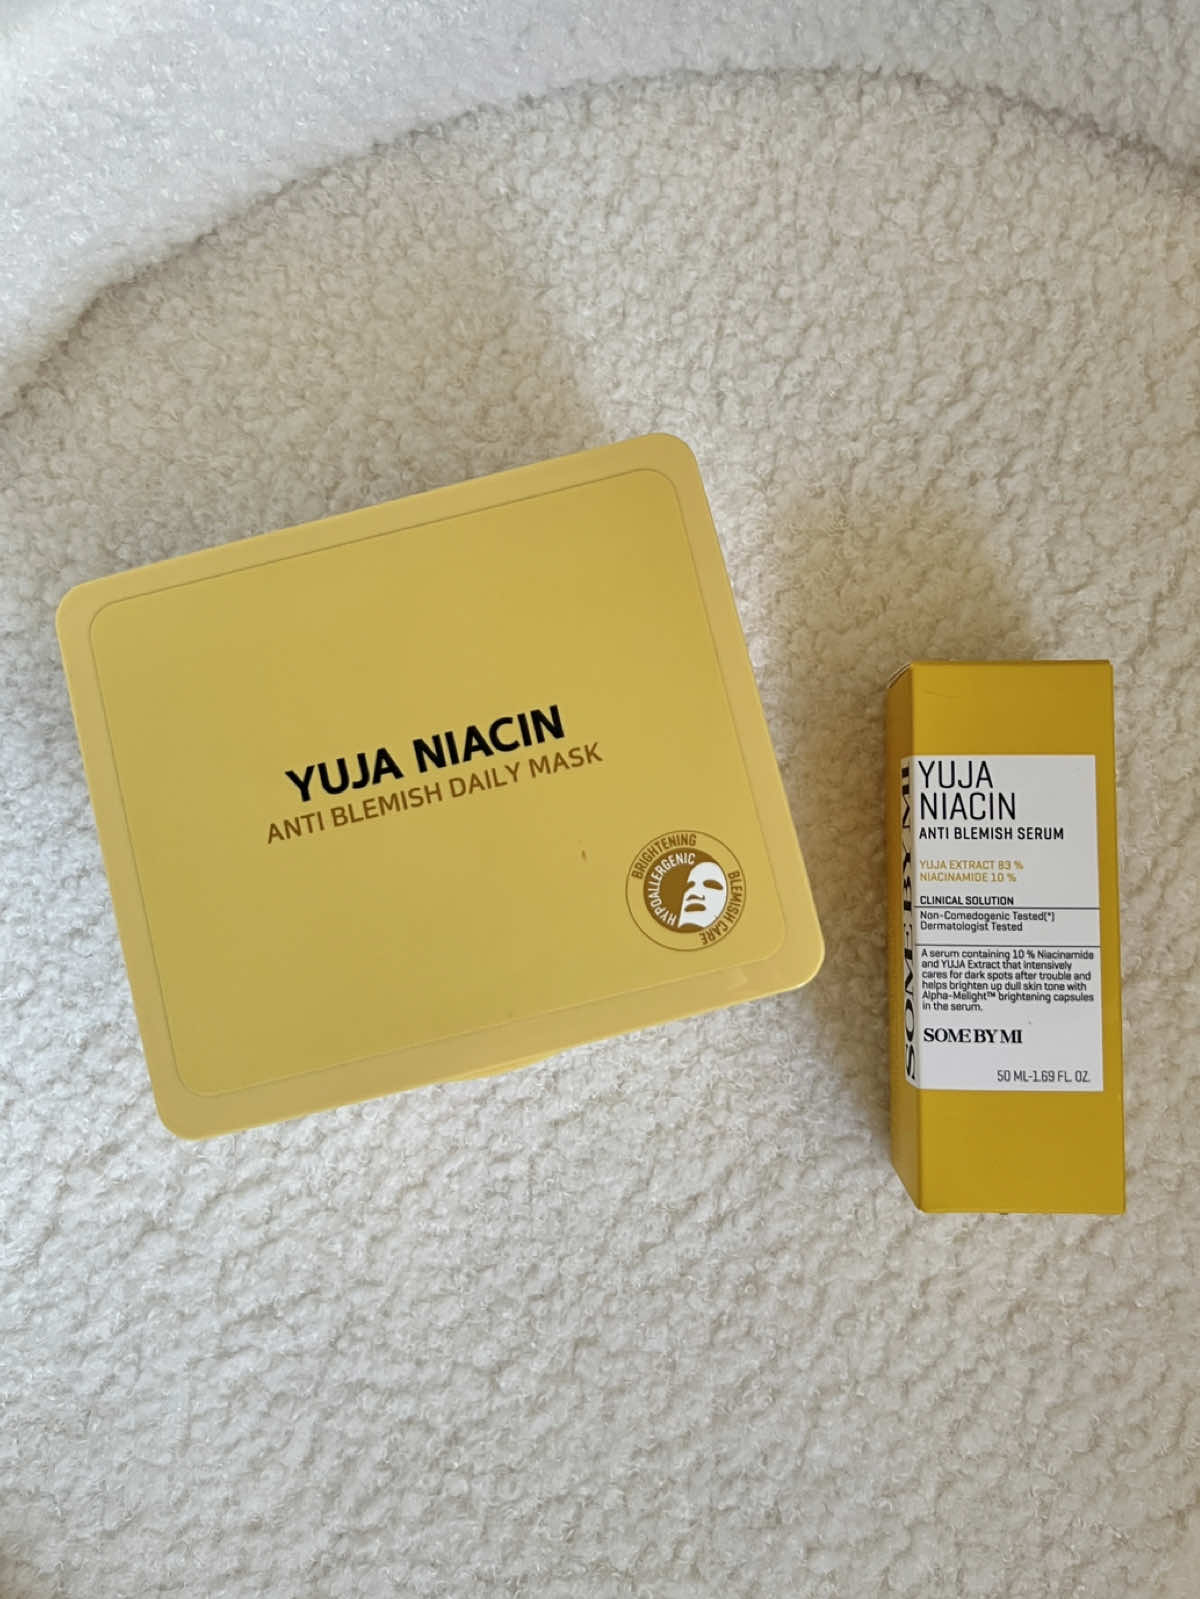 YUJA NIACIN
ANTI BLEMISH DAILY MASK
BRIGHTENING
BLEMISH CARE
HYPOALLERGENIC
SOME BY MI
YUJA
NIACIN
ANTI BLEMISH SERUM
YUJA EXTRACT 83 %
NIACINAMIDE 10 %
CLINICAL SOLUTION
Non-Comedogenic Tested(*)
Dermatologist Tested
A serum containing 10 % Niacinamide
and YUJA Extract that intensively
cares for dark spots after trouble and
helps brighten up dull skin tone with
Alpha-Melight™ brightening capsules
in the serum.
SOME BY MI
50 ML-1.69 FL. OZ.